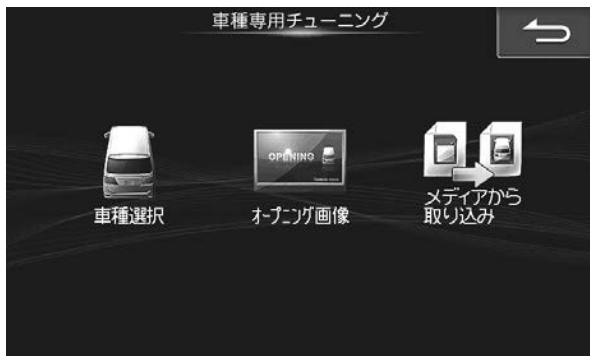 車種専用チューニング
OPENING
車種選択
オープニング画像
メディアから
取り込み